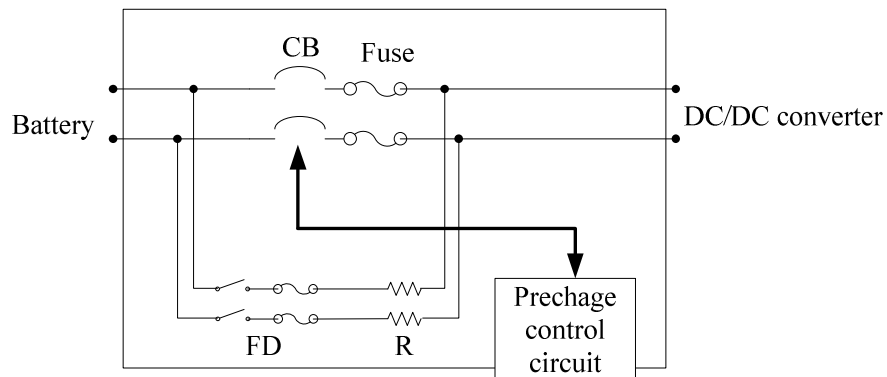 CB
Fuse
Battery
DC/DC converter
FD
R
Prechage
control
circuit